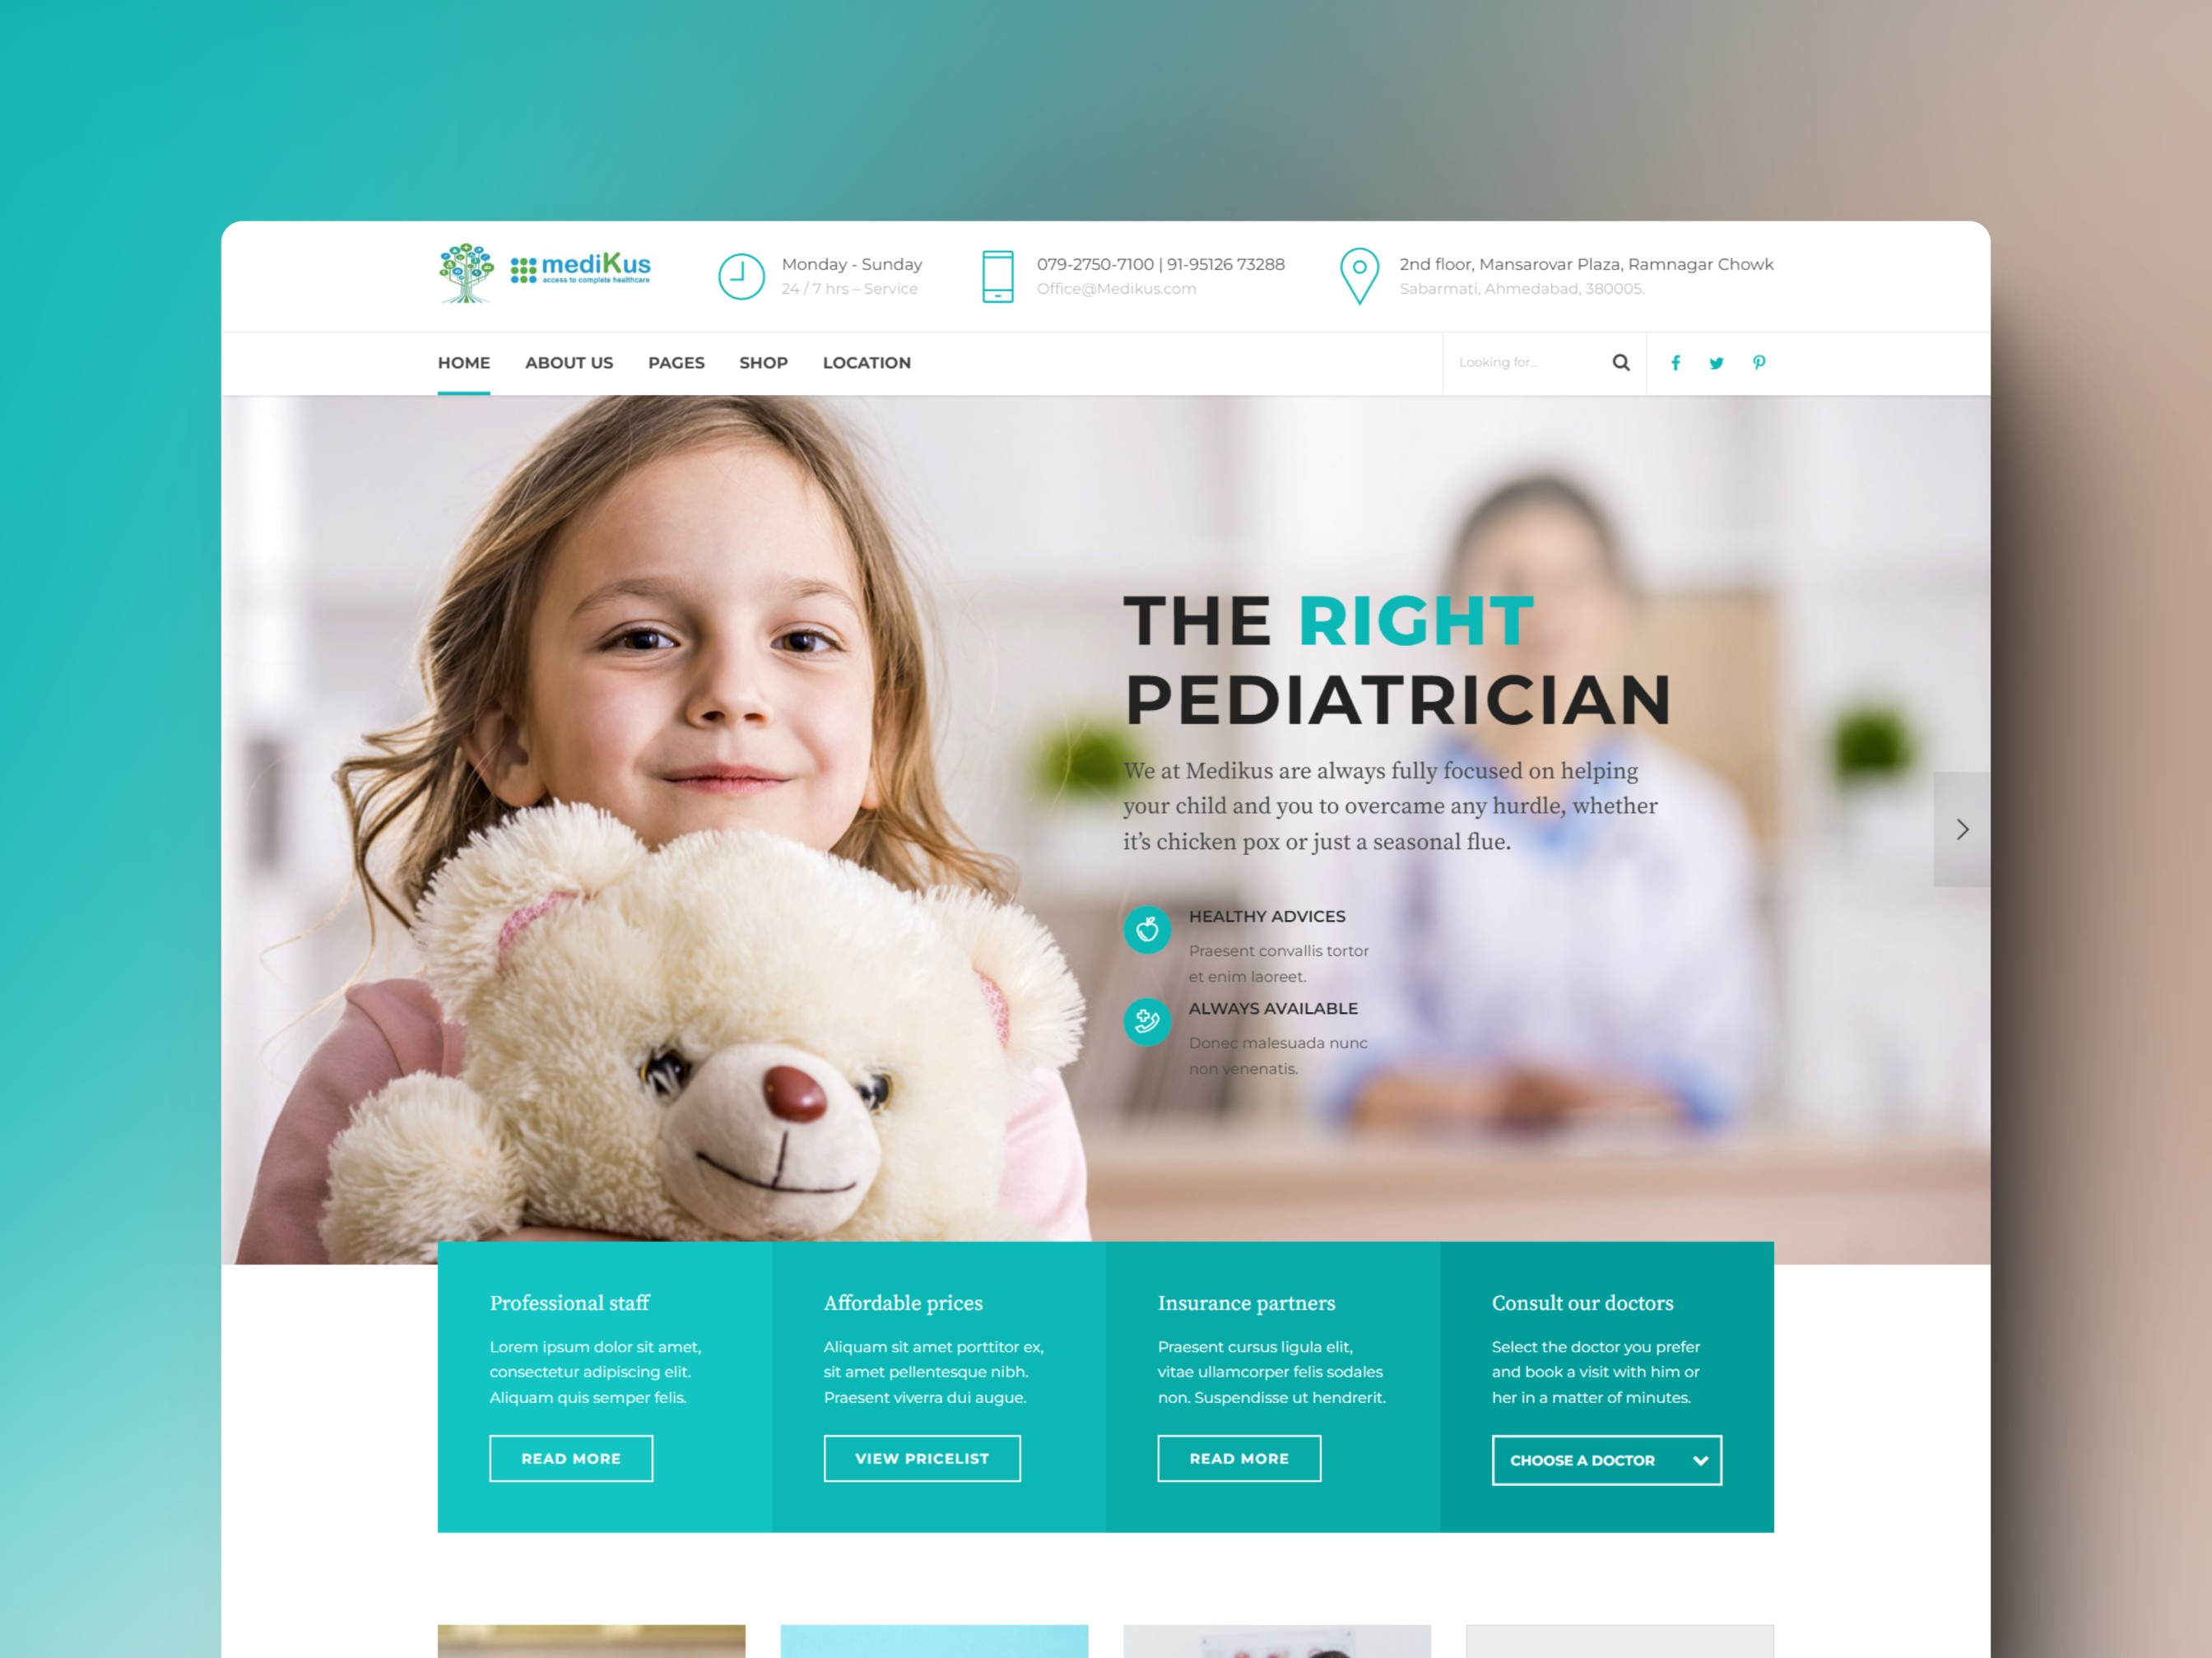 mediKus
access to complete healthcare
Monday - Sunday
24 / 7 hrs – Service
079-2750-7100 | 91-95126 73288
Office@Medikus.com
2nd floor, Mansarovar Plaza, Ramnagar Chowk
Sabarmati, Ahmedabad, 380005.
HOME ABOUT US PAGES SHOP LOCATION
Looking for...
THE RIGHT
PEDIATRICIAN
We at Medikus are always fully focused on helping
your child and you to overcame any hurdle, whether
it’s chicken pox or just a seasonal flue.
HEALTHY ADVICES
Praesent convallis tortor
et enim laoreet.
ALWAYS AVAILABLE
Donec malesuada nunc
non venenatis.
Professional staff
Lorem ipsum dolor sit amet,
consectetur adipiscing elit.
Aliquam quis semper felis.
READ MORE
Affordable prices
Aliquam sit amet porttitor ex,
sit amet pellentesque nibh.
Praesent viverra dui augue.
VIEW PRICELIST
Insurance partners
Praesent cursus ligula elit,
vitae ullamcorper felis sodales
non. Suspendisse ut hendrerit.
READ MORE
Consult our doctors
Select the doctor you prefer
and book a visit with him or
her in a matter of minutes.
CHOOSE A DOCTOR